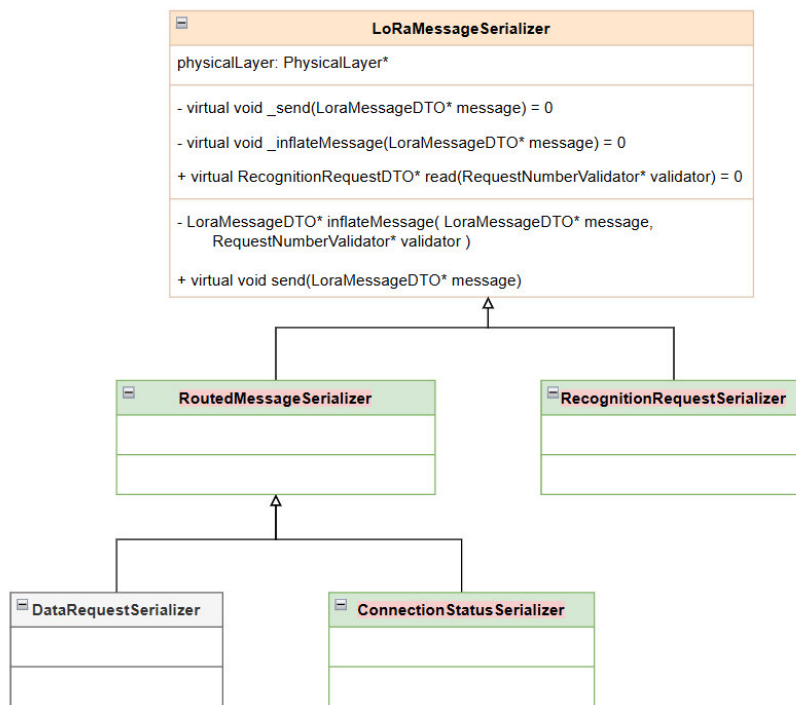 LoRaMessageSerializer
physicalLayer: PhysicalLayer*
- virtual void _send(LoraMessageDTO* message) = 0
- virtual void _inflateMessage(LoraMessageDTO* message) = 0
+ virtual RecognitionRequestDTO* read(RequestNumberValidator* validator) = 0
- LoraMessageDTO* inflateMessage( LoraMessageDTO* message,
RequestNumberValidator* validator )
+ virtual void send(LoraMessageDTO* message)
RoutedMessageSerializer
RecognitionRequestSerializer
DataRequestSerializer
ConnectionStatusSerializer